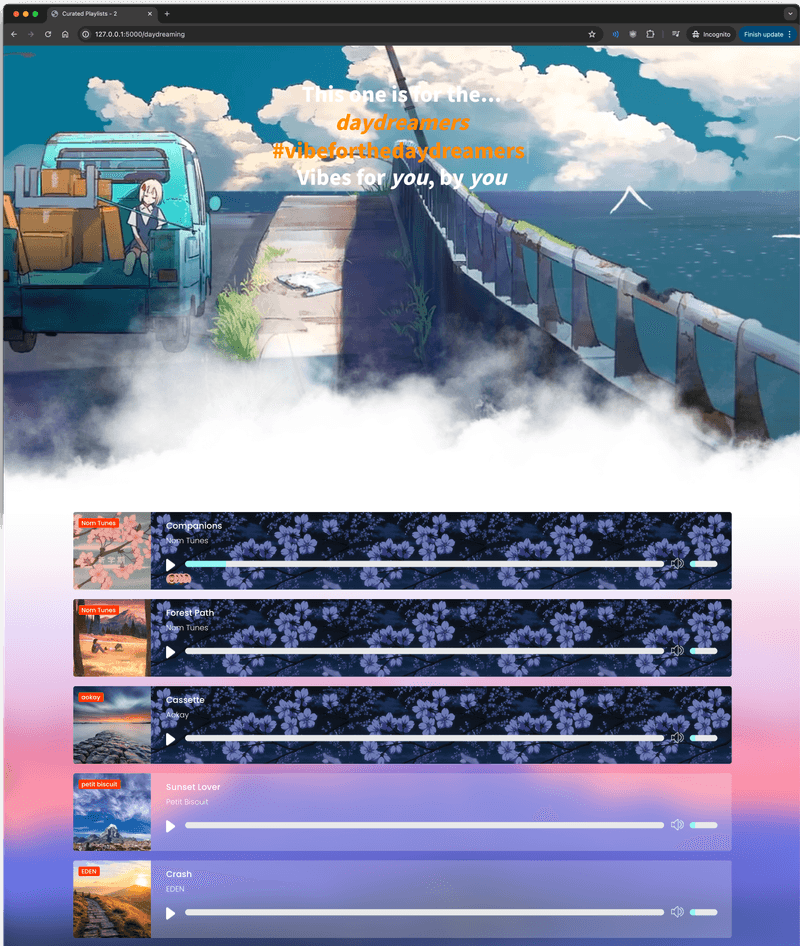 Curated Playlists - 2
127.0.0.1:5000/daydreaming
Incognito
Finish update
This one is for the...
daydreamers
#vibeforthedaydreamers
Vibes for you, by you
Nom Tunes
Companions
Nom Tunes
Nom Tunes
Forest Path
Nom Tunes
aokay
Cassette
Aokay
petit biscuit
Sunset Lover
Petit Biscuit
EDEN
Crash
EDEN